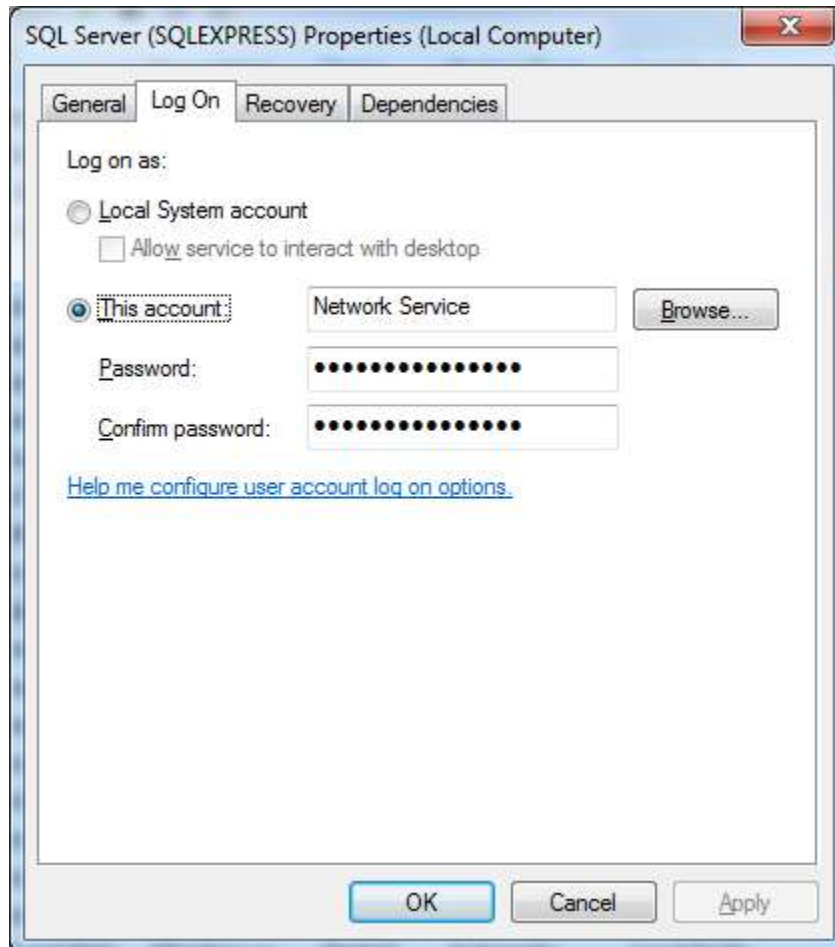 SQL Server (SQLEXPRESS) Properties (Local Computer)
General Log On Recovery Dependencies
Log on as:
Local System account
Allow service to interact with desktop
This account: Network Service Browse...
Password: •••••••••••••••
Confirm password: •••••••••••••••
Help me configure user account log on options.
OK Cancel Apply